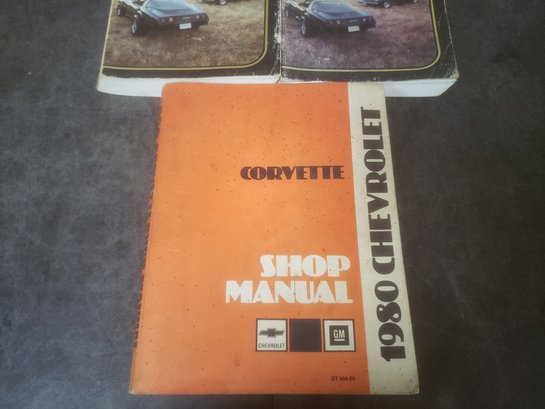 CORVETTE
SHOP
MANUAL
CHEVROLET
GM
1980 CHEVROLET